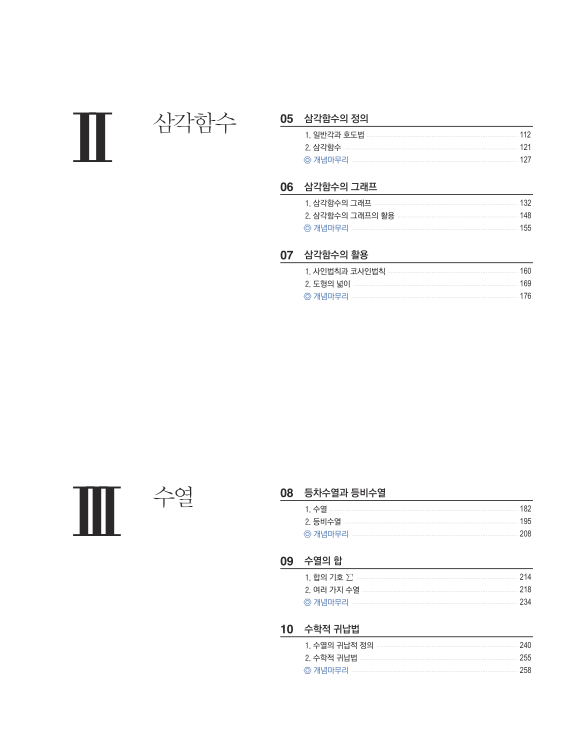 Ⅱ 삼각함수
05 삼각함수의 정의
1. 일반각과 호도법 112
2. 삼각함수 121
◎ 개념마무리 127
06 삼각함수의 그래프
1. 삼각함수의 그래프 132
2. 삼각함수의 그래프의 활용 148
◎ 개념마무리 155
07 삼각함수의 활용
1. 사인법칙과 코사인법칙 160
2. 도형의 넓이 169
◎ 개념마무리 176
Ⅲ 수열
08 등차수열과 등비수열
1. 수열 182
2. 등비수열 195
◎ 개념마무리 208
09 수열의 합
1. 합의 기호 ∑ 214
2. 여러 가지 수열 218
◎ 개념마무리 234
10 수학적 귀납법
1. 수열의 귀납적 정의 240
2. 수학적 귀납법 255
◎ 개념마무리 258